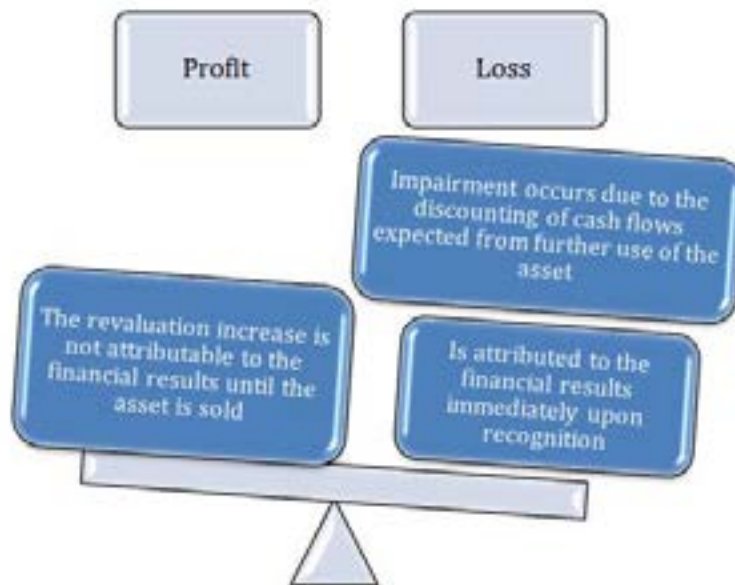 Profit
Loss
Impairment occurs due to the
discounting of cash flows
expected from further use of the
asset
The revaluation increase is
not attributable to the
financial results until the
asset is sold
Is attributed to the
financial results
immediately upon
recognition